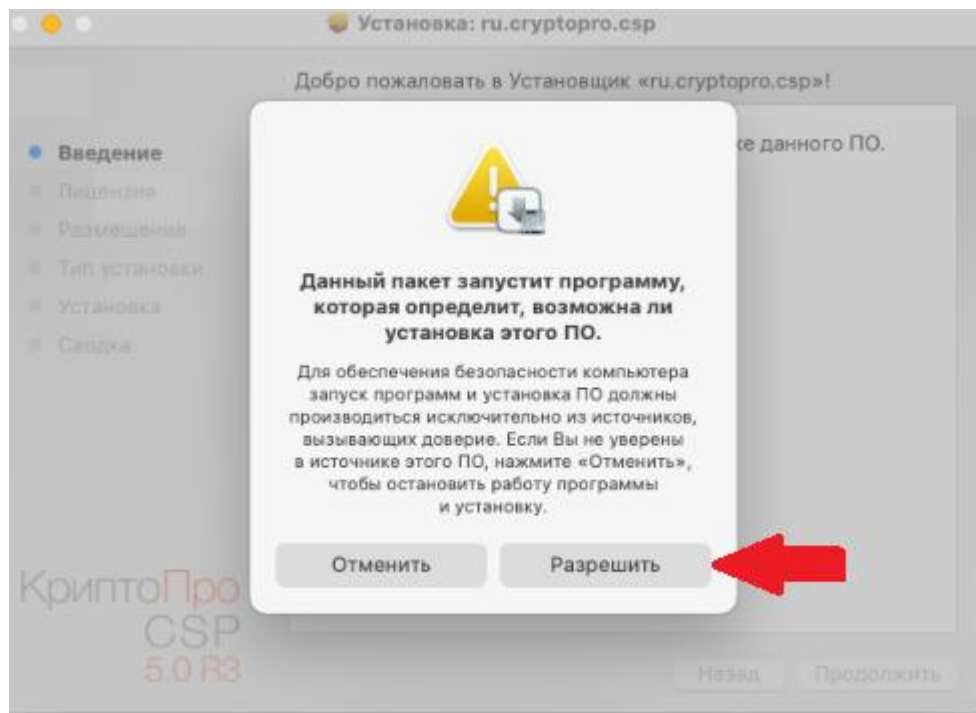 Установка: ru.cryptopro.csp
Добро пожаловать в Установщик «ru.cryptopro.csp»!
ке данного ПО.
Введение
Лицензия
Размещение
Тип установки
Установка
Сводка
Данный пакет запустит программу,
которая определит, возможна ли
установка этого ПО.
Для обеспечения безопасности компьютера
запуск программ и установка ПО должны
производиться исключительно из источников,
вызывающих доверие. Если Вы не уверены
в источнике этого ПО, нажмите «Отменить»,
чтобы остановить работу программы
и установку.
Отменить
Разрешить
КриптоПро
CSP
5.0 R3
Назад
Продолжить